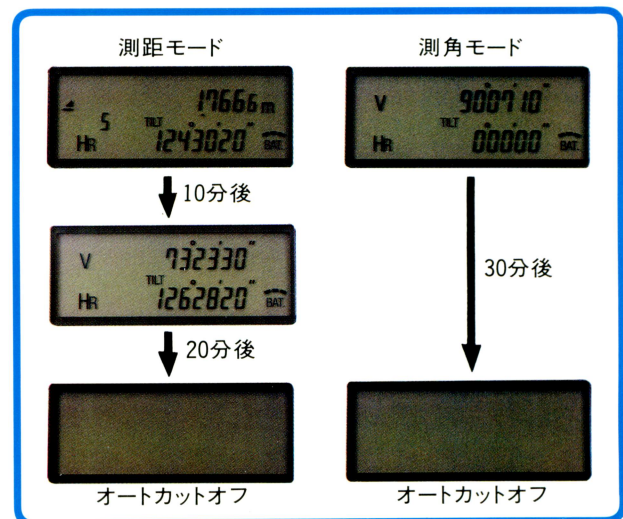 測距モード
17.666m
S TILT
HR 124°30′20″ BAT.
10分後
V 73°23′30″
TILT
HR 126°28′20″ BAT.
20分後
オートカットオフ
測角モード
V 90°07′10″
TILT
HR 0°00′00″ BAT.
30分後
オートカットオフ